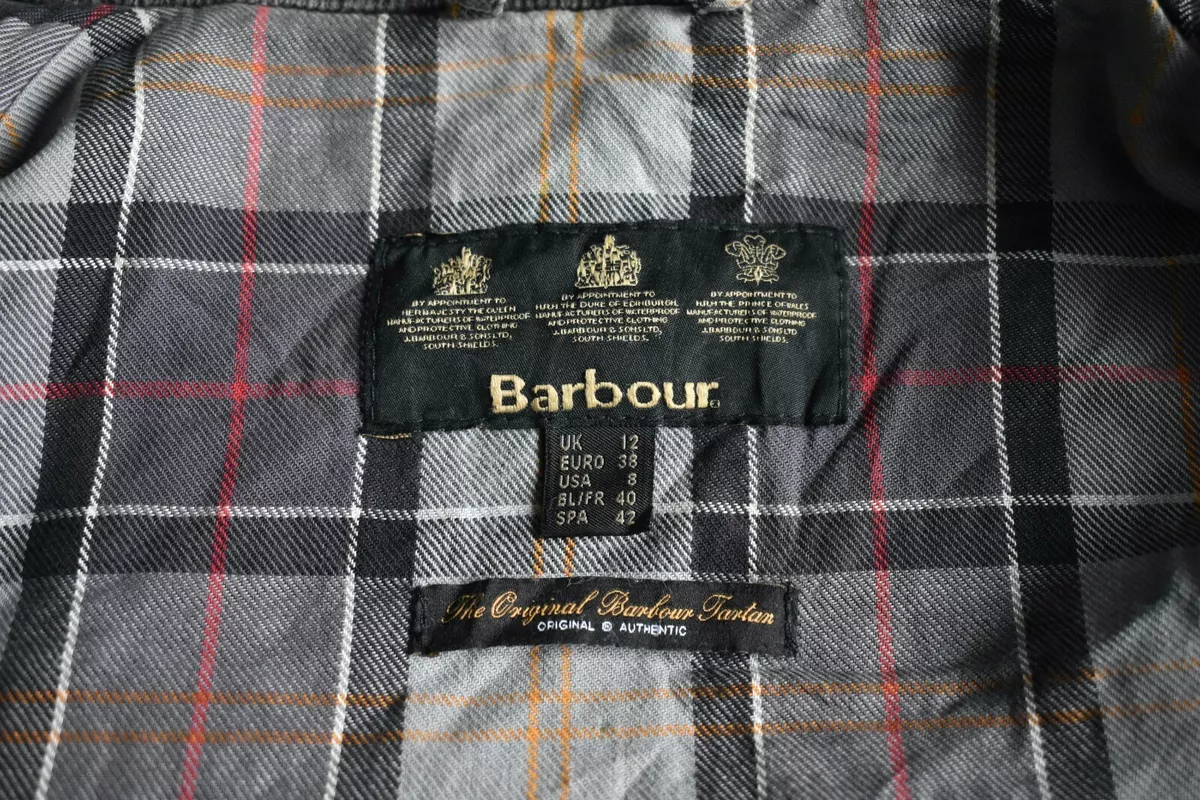 BY APPOINTMENT TO
HER MAJESTY THE QUEEN
MANUFACTURERS OF WATERPROOF
AND PROTECTIVE CLOTHING
J.BARBOUR & SONS LTD,
SOUTH SHIELDS.
BY APPOINTMENT TO
H.R.H. THE DUKE OF EDINBURGH,
MANUFACTURERS OF WATERPROOF
AND PROTECTIVE CLOTHING
J.BARBOUR & SONS LTD,
SOUTH SHIELDS.
BY APPOINTMENT TO
H.R.H. THE PRINCE OF WALES
MANUFACTURERS OF WATERPROOF
AND PROTECTIVE CLOTHING
J.BARBOUR & SONS LTD
SOUTH SHIELDS.
Barbour
UK 12
EURO 38
USA 8
BL/FR 40
SPA 42
The Original Barbour Tartan
ORIGINAL & AUTHENTIC